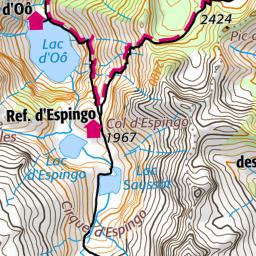 d'Oô
2424
Lac
d'Oô
Pic
Ref. d'Espingo
Col d'Espingo
1967
Lac
d'Espingo
Lac
Saussat
des
Cirque d'Espingo